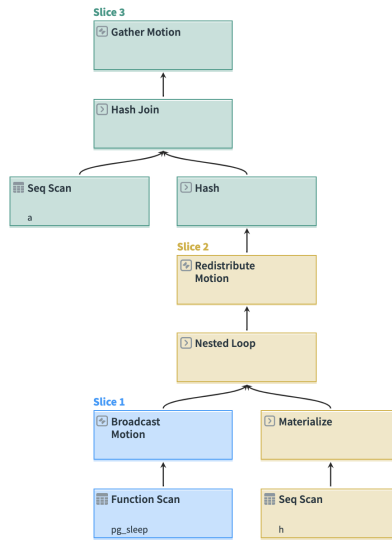 Slice 3
Gather Motion
Hash Join
Seq Scan
a
Hash
Slice 2
Redistribute
Motion
Nested Loop
Slice 1
Broadcast
Motion
Materialize
Function Scan
pg_sleep
Seq Scan
h